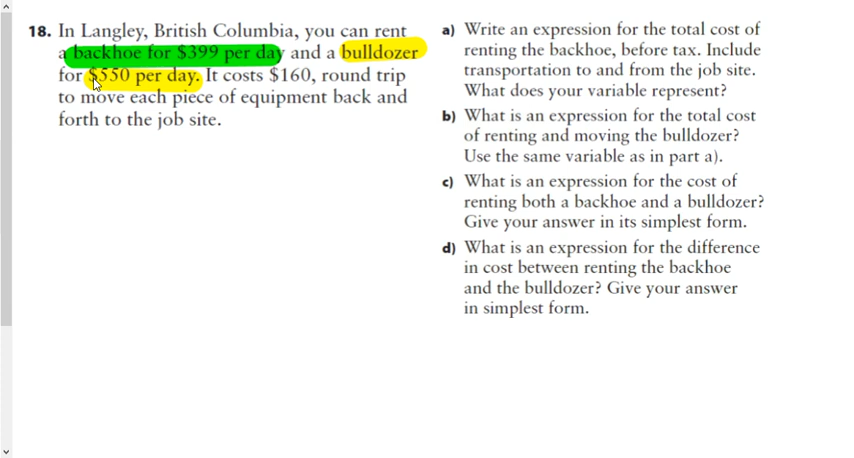 18. In Langley, British Columbia, you can rent
a backhoe for $399 per day and a bulldozer
for $550 per day. It costs $160, round trip
to move each piece of equipment back and
forth to the job site.
a) Write an expression for the total cost of
renting the backhoe, before tax. Include
transportation to and from the job site.
What does your variable represent?
b) What is an expression for the total cost
of renting and moving the bulldozer?
Use the same variable as in part a).
c) What is an expression for the cost of
renting both a backhoe and a bulldozer?
Give your answer in its simplest form.
d) What is an expression for the difference
in cost between renting the backhoe
and the bulldozer? Give your answer
in simplest form.